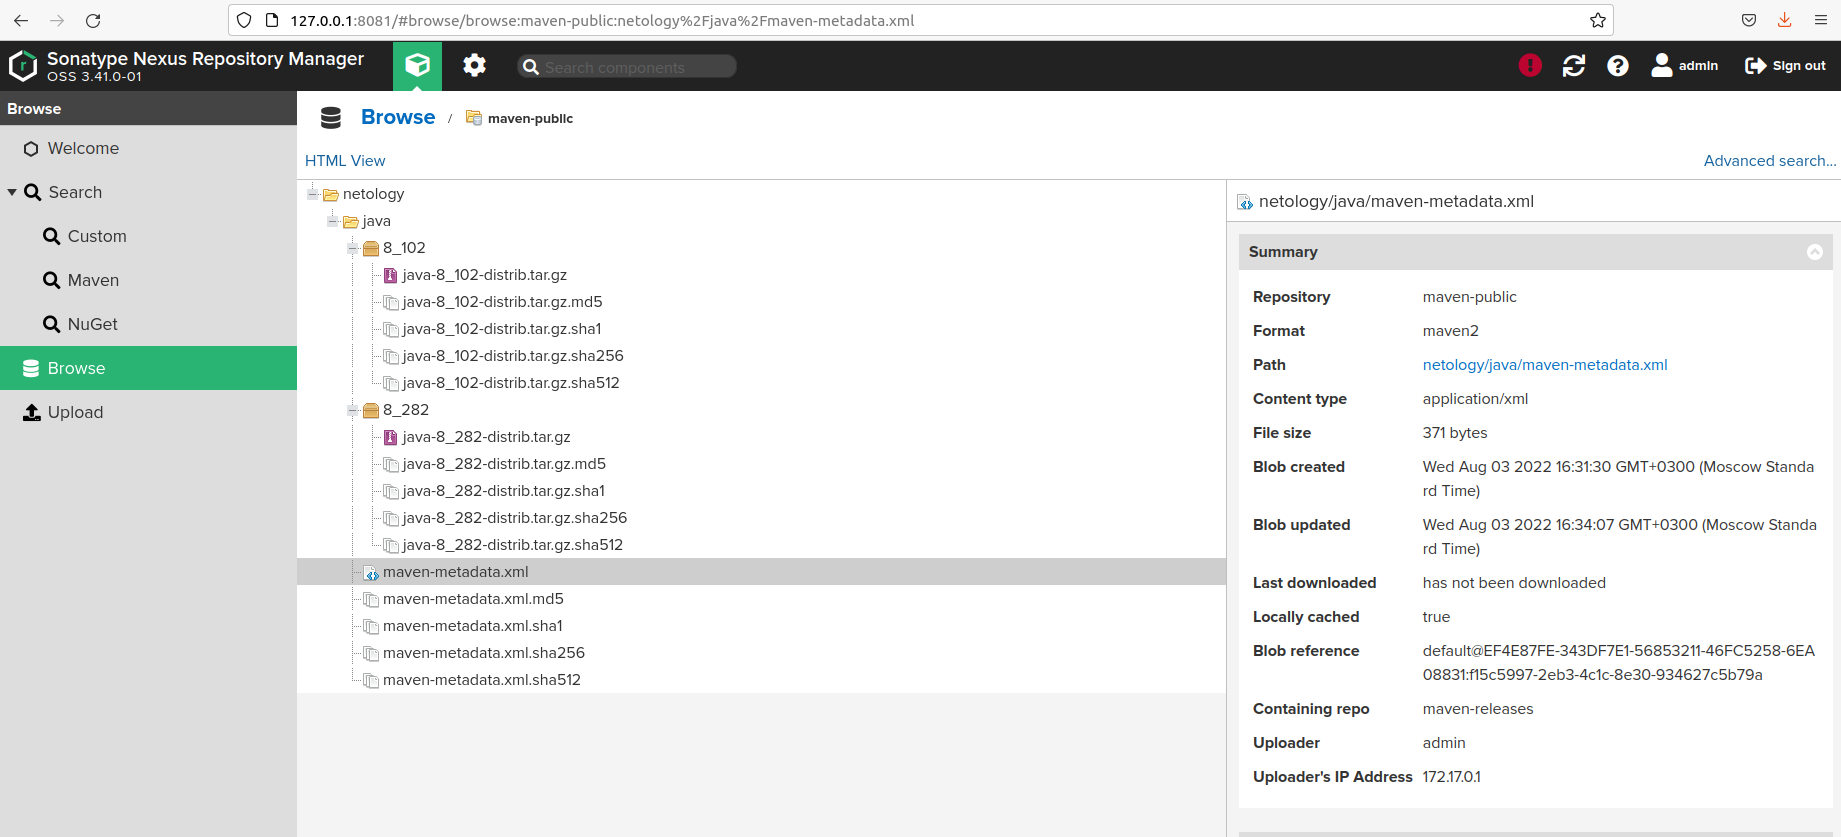 127.0.0.1:8081/#browse/browse:maven-public:netology%2Fjava%2Fmaven-metadata.xml
Sonatype Nexus Repository Manager
OSS 3.41.0-01
Search components
admin
Sign out
Browse
Welcome
Search
Custom
Maven
NuGet
Browse
Upload
Browse / maven-public
HTML View
Advanced search...
netology
java
8_102
java-8_102-distrib.tar.gz
java-8_102-distrib.tar.gz.md5
java-8_102-distrib.tar.gz.sha1
java-8_102-distrib.tar.gz.sha256
java-8_102-distrib.tar.gz.sha512
8_282
java-8_282-distrib.tar.gz
java-8_282-distrib.tar.gz.md5
java-8_282-distrib.tar.gz.sha1
java-8_282-distrib.tar.gz.sha256
java-8_282-distrib.tar.gz.sha512
maven-metadata.xml
maven-metadata.xml.md5
maven-metadata.xml.sha1
maven-metadata.xml.sha256
maven-metadata.xml.sha512
netology/java/maven-metadata.xml
Summary
Repository maven-public
Format maven2
Path netology/java/maven-metadata.xml
Content type application/xml
File size 371 bytes
Blob created Wed Aug 03 2022 16:31:30 GMT+0300 (Moscow Standa
rd Time)
Blob updated Wed Aug 03 2022 16:34:07 GMT+0300 (Moscow Standa
rd Time)
Last downloaded has not been downloaded
Locally cached true
Blob reference default@EF4E87FE-343DF7E1-56853211-46FC5258-6EA
08831:f15c5997-2eb3-4c1c-8e30-934627c5b79a
Containing repo maven-releases
Uploader admin
Uploader's IP Address 172.17.0.1